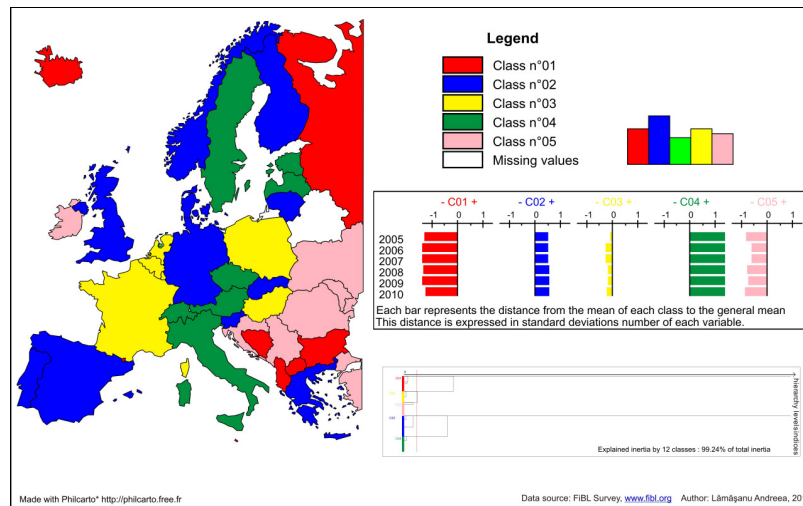 Legend
Class n°01
Class n°02
Class n°03
Class n°04
Class n°05
Missing values
- C01 + - C02 + - C03 + - C04 + - C05 +
-1 0 1 -1 0 1 -1 0 1 -1 0 1 -1 0 1
2005
2006
2007
2008
2009
2010
Each bar represents the distance from the mean of each class to the general mean
This distance is expressed in standard deviations number of each variable.
hierarchy levelsindices
Explained inertia by 12 classes : 99.24% of total inertia
Made with Philcarto* http://philcarto.free.fr
Data source: FiBL Survey, www.fibl.org Author: Lămăşanu Andreea, 20